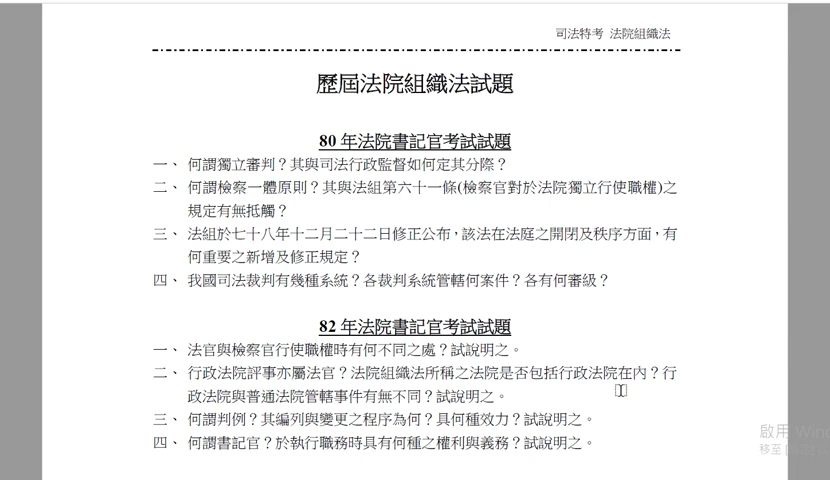 司法特考 法院組織法
歷屆法院組織法試題
80 年法院書記官考試試題
一、 何謂獨立審判？其與司法行政監督如何定其分際？
二、 何謂檢察一體原則？其與法組第六十一條(檢察官對於法院獨立行使職權)之
規定有無抵觸？
三、 法組於七十八年十二月二十二日修正公布，該法在法庭之開閉及秩序方面，有
何重要之新增及修正規定？
四、 我國司法裁判有幾種系統？各裁判系統管轄何案件？各有何審級？
82 年法院書記官考試試題
一、 法官與檢察官行使職權時有何不同之處？試說明之。
二、 行政法院評事亦屬法官？法院組織法所稱之法院是否包括行政法院在內？行
政法院與普通法院管轄事件有無不同？試說明之。
三、 何謂判例？其編列與變更之程序為何？具何種效力？試說明之。
四、 何謂書記官？於執行職務時具有何種之權利與義務？試說明之。
啟用 Wind
移至